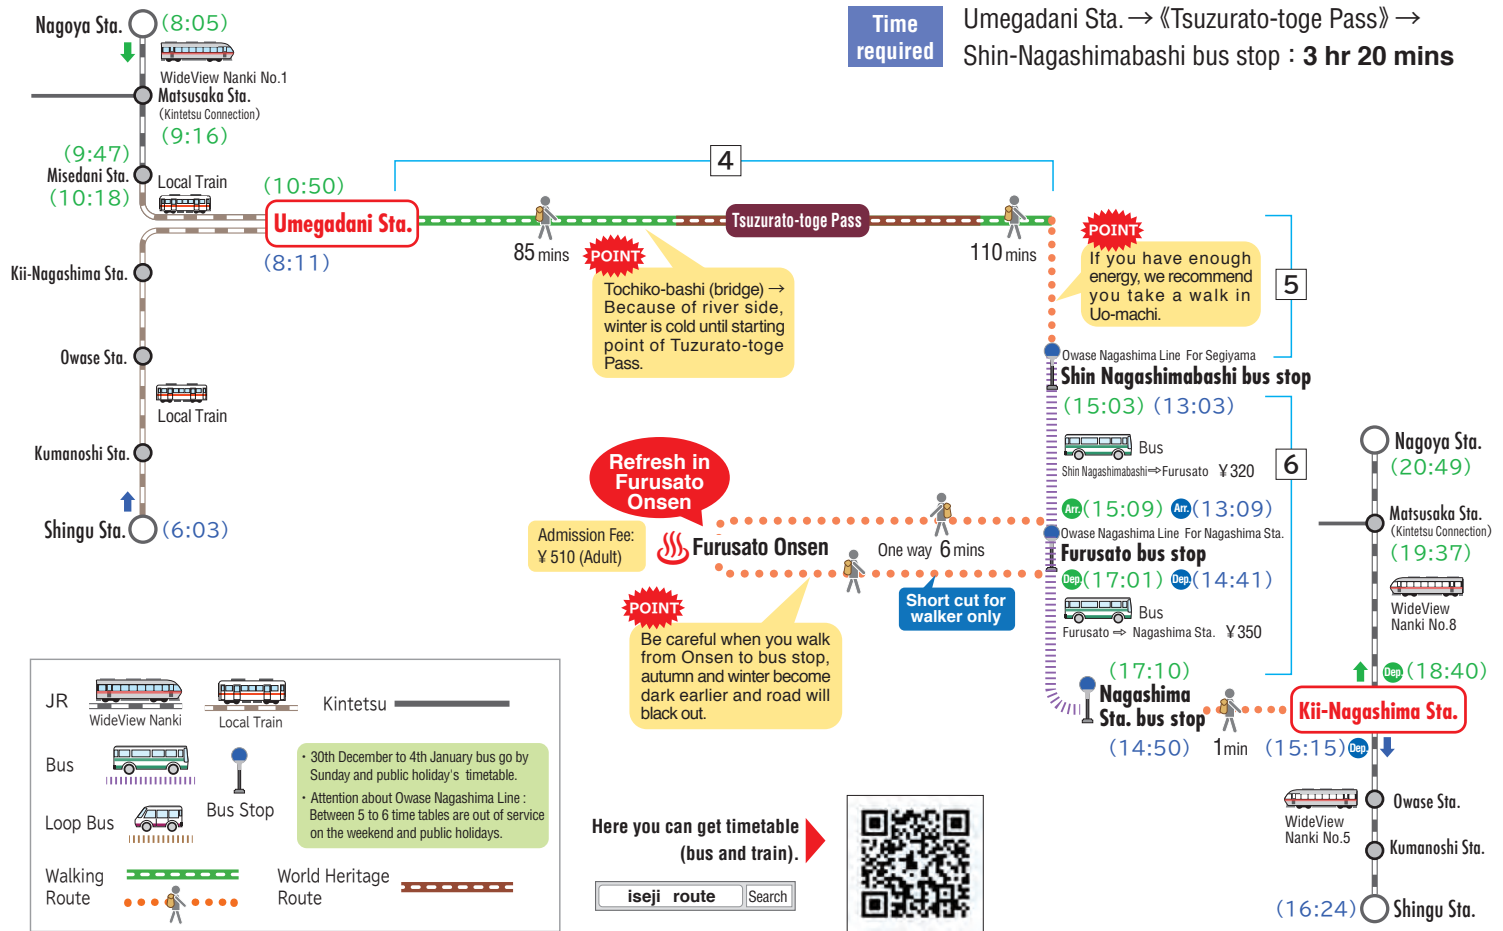 Time
required
Umegadani Sta. → 《Tsuzurato-toge Pass》 →
Shin-Nagashimabashi bus stop : 3 hr 20 mins
Nagoya Sta. (8:05)
WideView Nanki No.1
Matsusaka Sta.
(Kintetsu Connection)
(9:16)
(9:47)
Misedani Sta.
(10:18)
Local Train
(10:50)
Umegadani Sta.
(8:11)
Kii-Nagashima Sta.
Owase Sta.
Local Train
Kumanoshi Sta.
Shingu Sta. (6:03)
4
85 mins
Tsuzurato-toge Pass
110 mins
POINT
Tochiko-bashi (bridge) →
Because of river side,
winter is cold until starting
point of Tuzurato-toge
Pass.
POINT
If you have enough
energy, we recommend
you take a walk in
Uo-machi.
5
Owase Nagashima Line For Segiyama
Shin Nagashimabashi bus stop
(15:03) (13:03)
Bus
Shin Nagashimabashi⇒Furusato ¥320
6
Arr. (15:09) Arr. (13:09)
Owase Nagashima Line For Nagashima Sta.
Furusato bus stop
Dep. (17:01) Dep. (14:41)
Bus
Furusato ⇒ Nagashima Sta. ¥350
(17:10)
Nagashima
Sta. bus stop
(14:50)
1min
Refresh in
Furusato
Onsen
Admission Fee:
¥ 510 (Adult)
Furusato Onsen
One way 6 mins
Short cut for
walker only
POINT
Be careful when you walk
from Onsen to bus stop,
autumn and winter become
dark earlier and road will
black out.
Nagoya Sta.
(20:49)
Matsusaka Sta.
(Kintetsu Connection)
(19:37)
WideView
Nanki No.8
Dep. (18:40)
Kii-Nagashima Sta.
(15:15) Dep.
WideView
Nanki No.5
Owase Sta.
Kumanoshi Sta.
(16:24) Shingu Sta.
JR
WideView Nanki
Local Train
Kintetsu
Bus
Bus Stop
Loop Bus
・30th December to 4th January bus go by
Sunday and public holiday's timetable.
・Attention about Owase Nagashima Line :
Between 5 to 6 time tables are out of service
on the weekend and public holidays.
Walking
Route
World Heritage
Route
Here you can get timetable
(bus and train).
iseji route Search